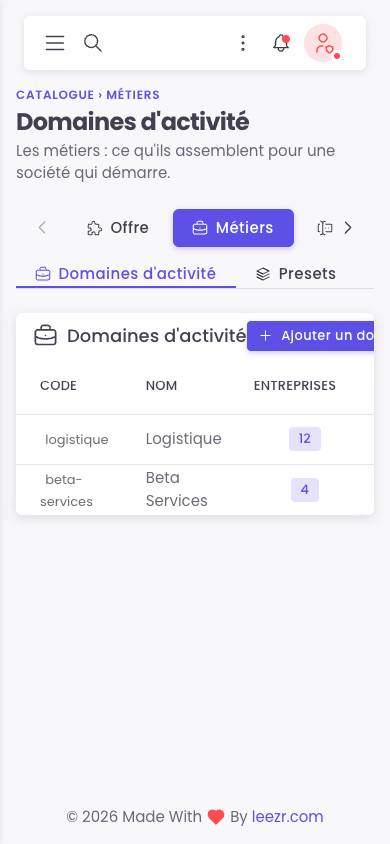 CATALOGUE › MÉTIERS
Domaines d'activité
Les métiers : ce qu'ils assemblent pour une
société qui démarre.
Offre Métiers
Domaines d'activité Presets
Domaines d'activité Ajouter un do
CODE NOM ENTREPRISES
logistique Logistique 12
beta-
services
Beta
Services
4
© 2026 Made With By leezr.com